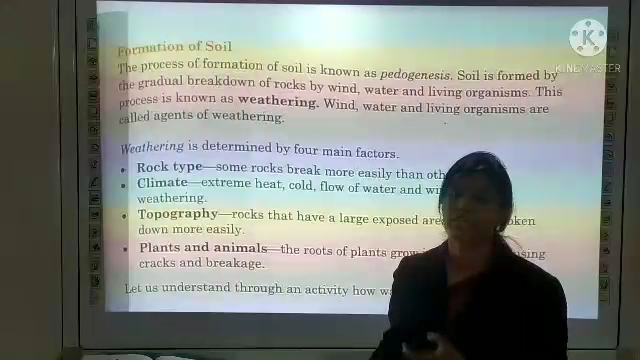 Formation of Soil
The process of formation of soil is known as pedogenesis. Soil is formed by
the gradual breakdown of rocks by wind, water and living organisms. This
process is known as weathering. Wind, water and living organisms are
called agents of weathering.
Weathering is determined by four main factors.
• Rock type—some rocks break more easily than
• Climate—extreme heat, cold, flow of water and
weathering.
• Topography—rocks that have a large exposed
down more easily.
• Plants and animals—the roots of plants
cracks and breakage.
Let us understand through an activity how
K
KINEMASTER